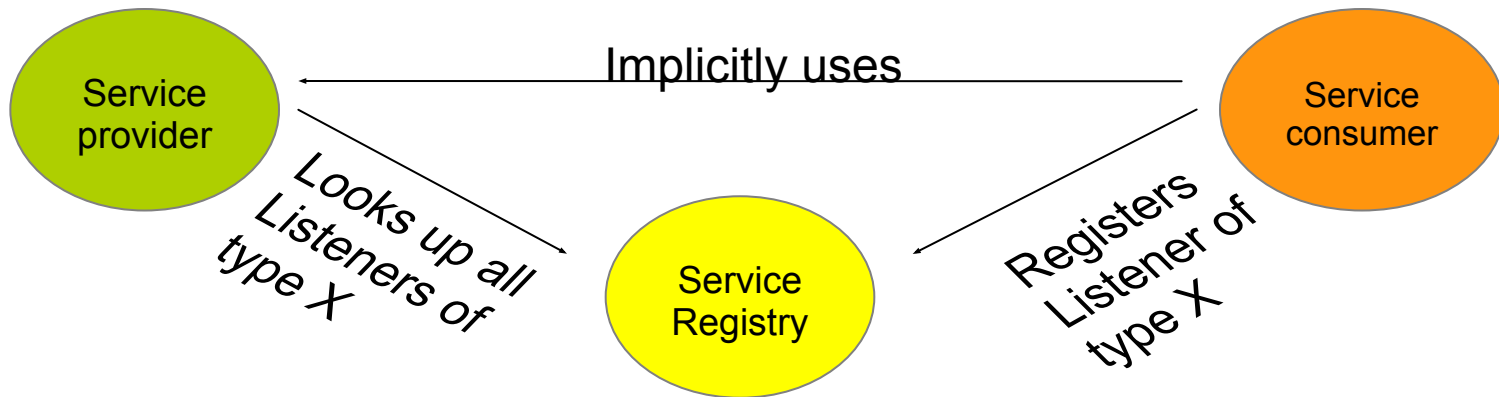 Implicitly uses
Service
provider
Service
consumer
Looks up all
Listeners of
type X
Registers
Listener of
type X
Service
Registry